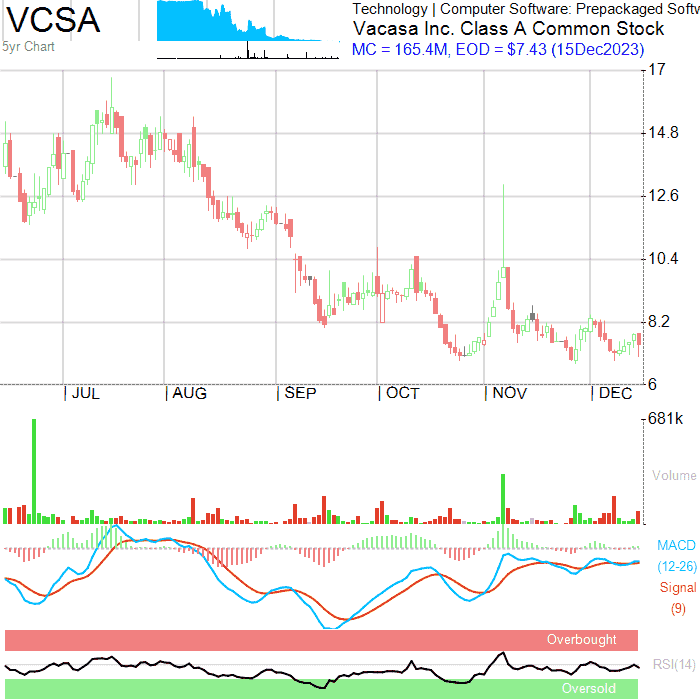 VCSA
5yr Chart
Technology | Computer Software: Prepackaged Softw
Vacasa Inc. Class A Common Stock
MC = 165.4M, EOD = $7.43 (15Dec2023)
17
14.8
12.6
10.4
8.2
6
| JUL | AUG | SEP | OCT | NOV | DEC
681k
Volume
MACD
(12-26)
Signal
(9)
Overbought
RSI(14)
Oversold